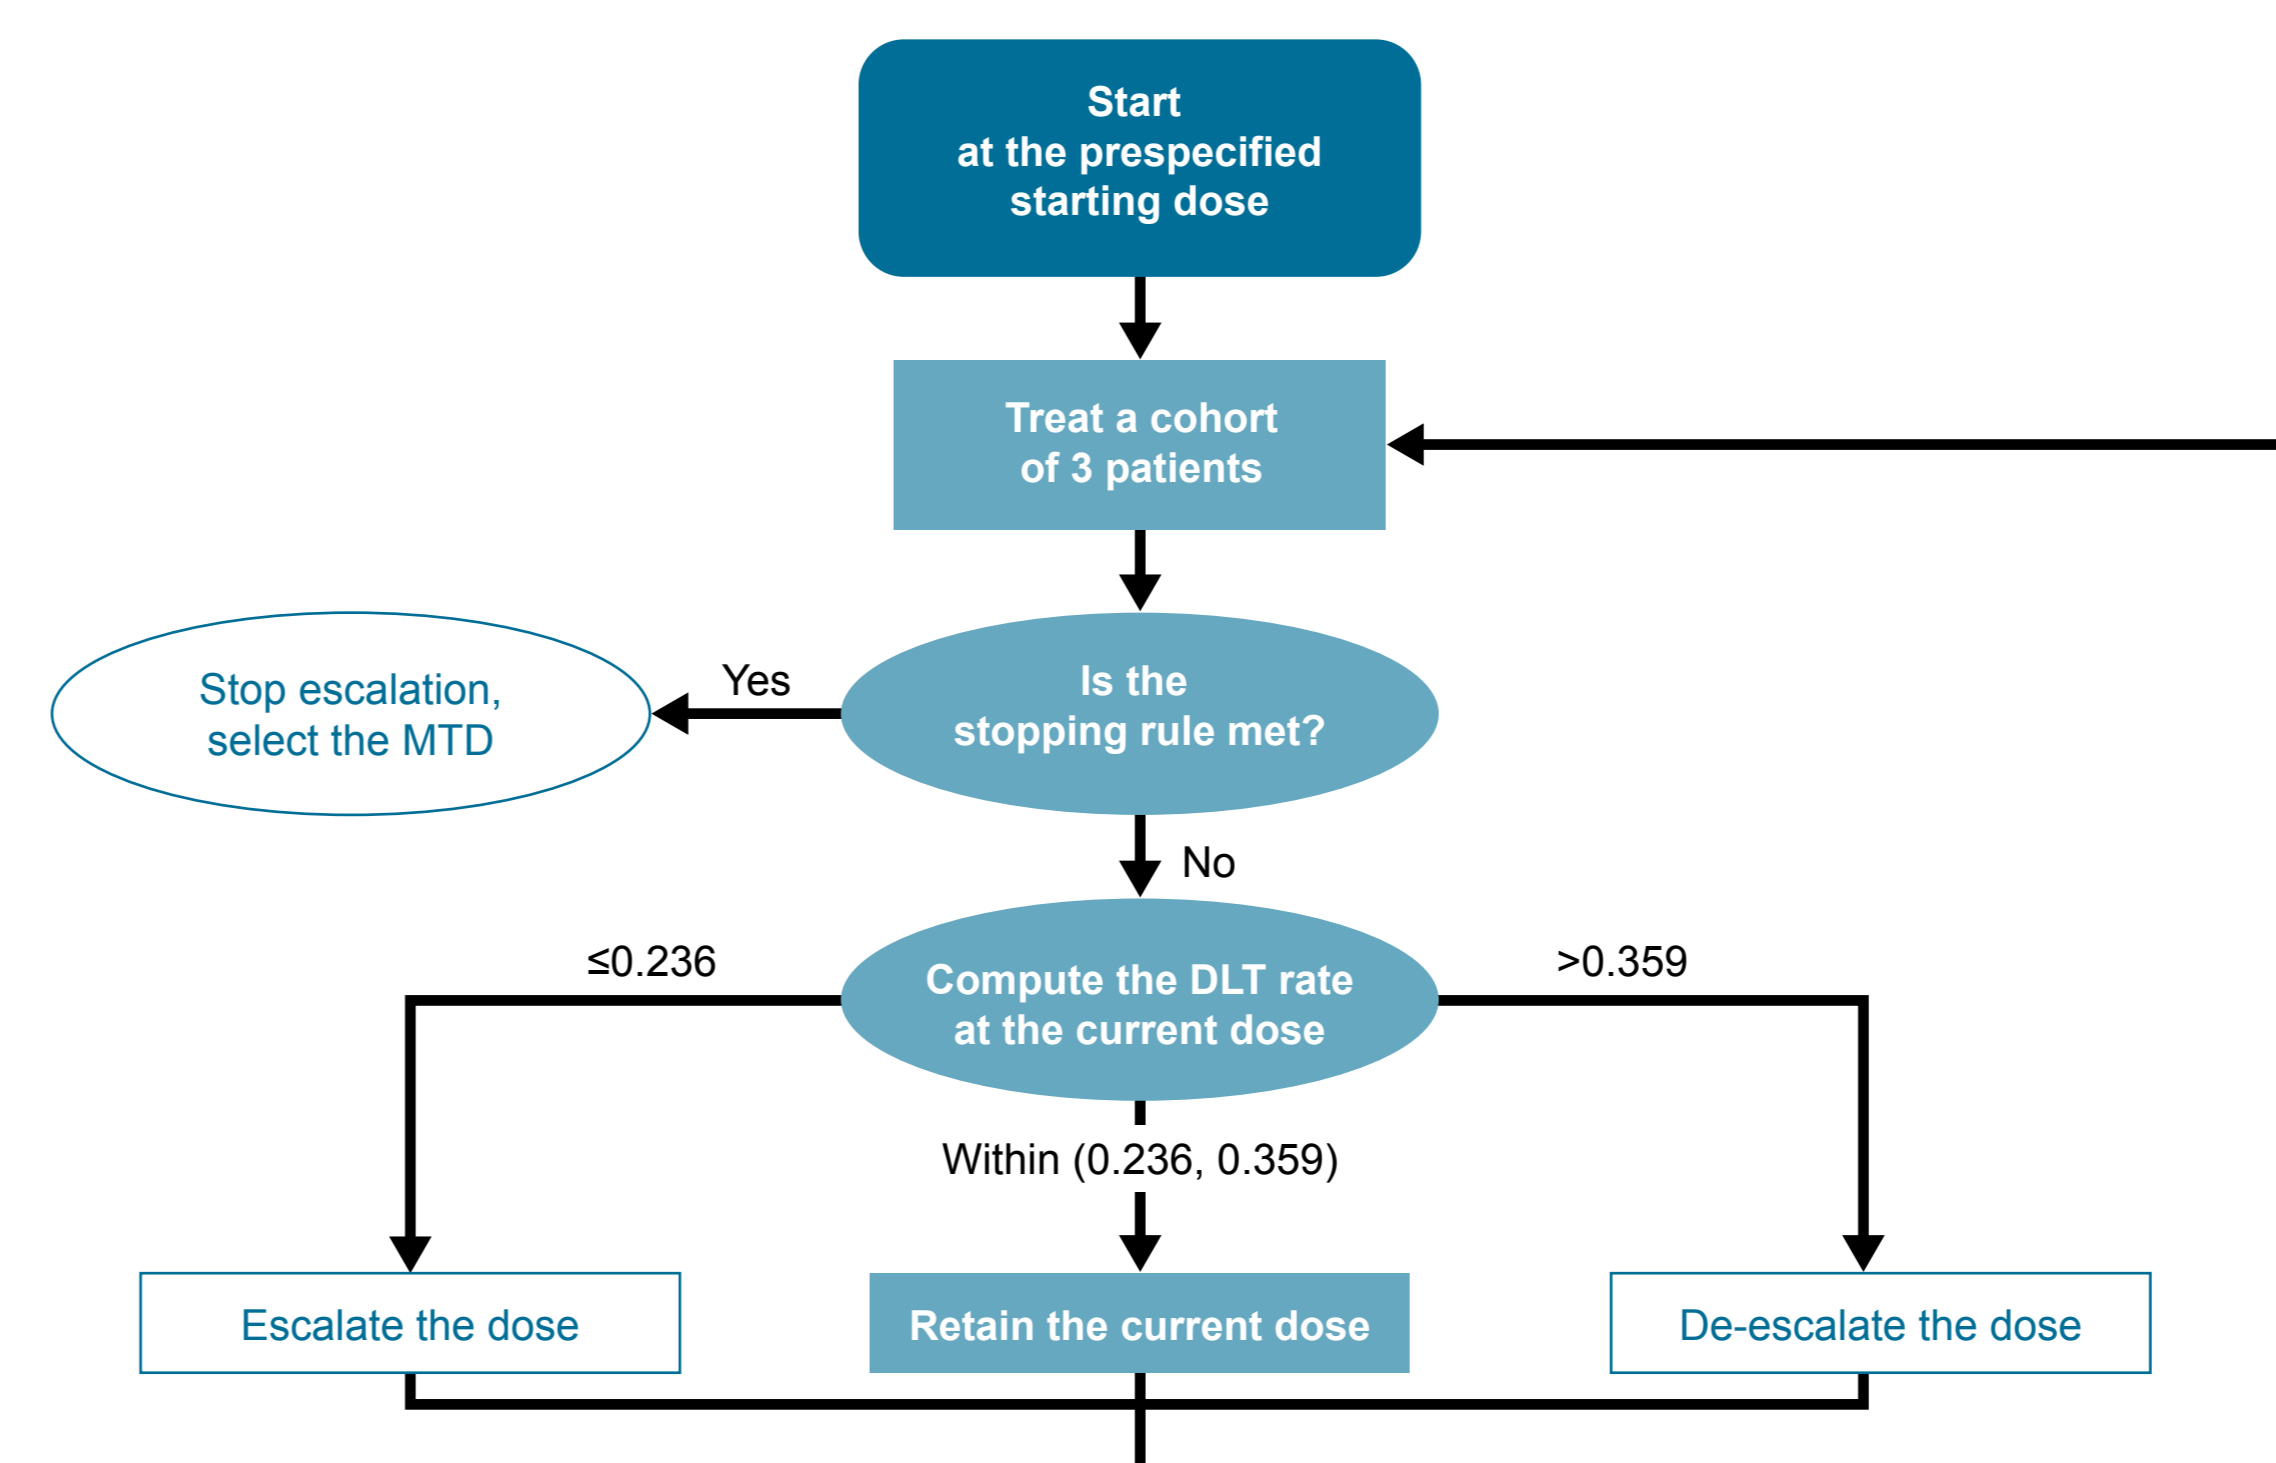 Start
at the prespecified
starting dose
Treat a cohort
of 3 patients
Is the
stopping rule met?
Yes
Stop escalation,
select the MTD
No
Compute the DLT rate
at the current dose
≤0.236
>0.359
Within (0.236, 0.359)
Escalate the dose
Retain the current dose
De-escalate the dose